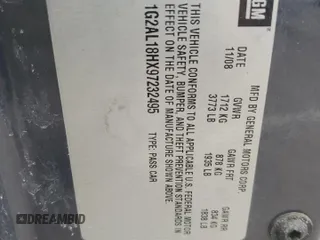 GM
MFD BY GENERAL MOTORS CORP.
DATE GVWR GAWR FRT GAWR RR
11/08 1712 KG 878 KG 834 KG
3773 LB 1935 LB 1838 LB
THIS VEHICLE CONFORMS TO ALL APPLICABLE U.S. FEDERAL MOTOR
VEHICLE SAFETY, BUMPER, AND THEFT PREVENTION STANDARDS IN
EFFECT ON THE DATE OF MANUFACTURE SHOWN ABOVE.
1G2AL18HX97232495 TYPE: PASS CAR
DREAMBID